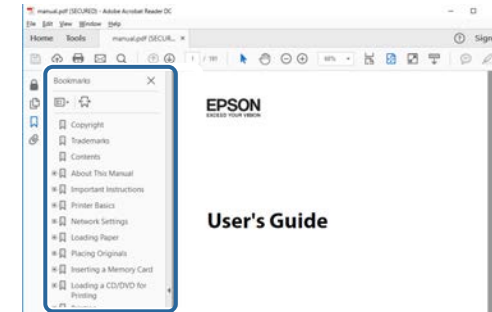 manual.pdf (SECURED) - Adobe Acrobat Reader DC
File Edit View Window Help
Home Tools manual.pdf (SECUR... × Sign
1 / 191
Bookmarks
Copyright
Trademarks
Contents
About This Manual
Important Instructions
Printer Basics
Network Settings
Loading Paper
Placing Originals
Inserting a Memory Card
Loading a CD/DVD for
Printing
EPSON
EXCEED YOUR VISION
User's Guide